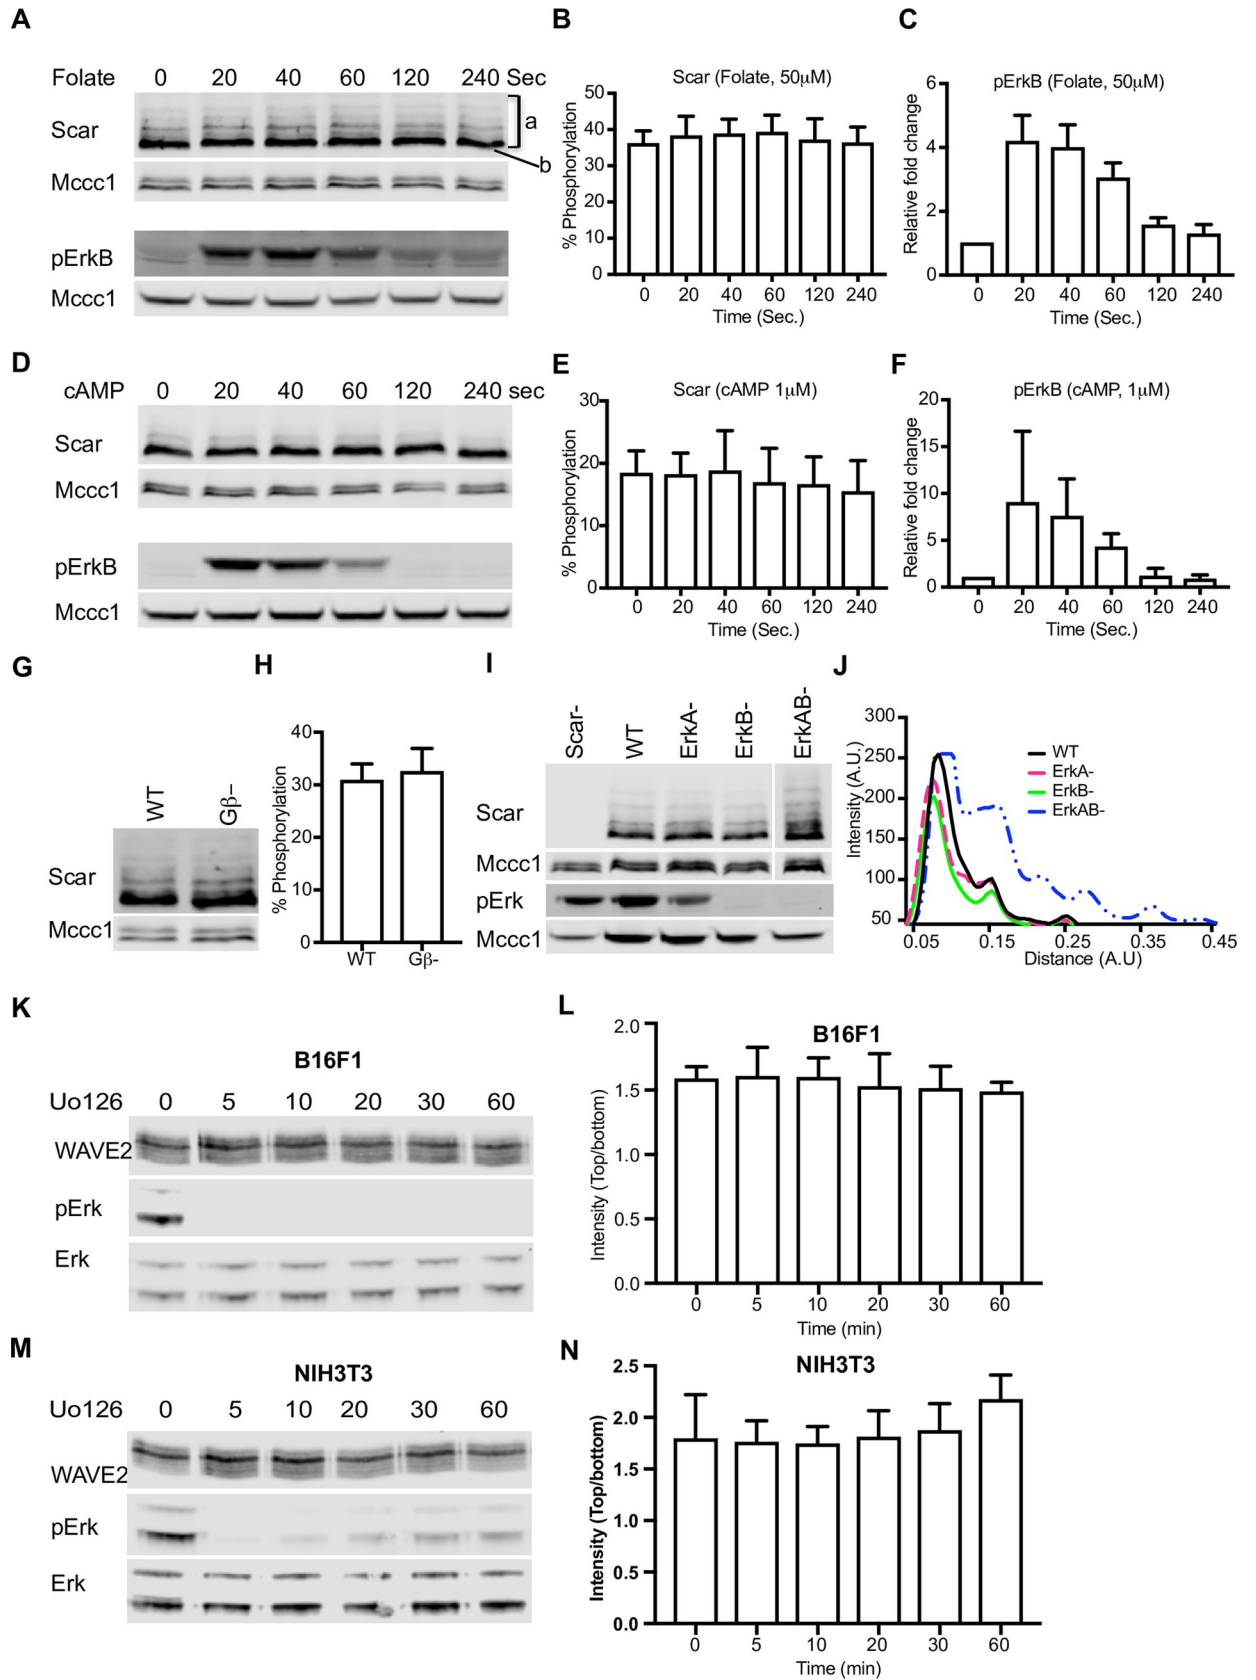 A
Folate 0 20 40 60 120 240 Sec
Scar
a
b
Mccc1
pErkB
Mccc1
B
Scar (Folate, 50μM)
% Phosphorylation
50
40
30
20
10
0
0 20 40 60 120 240
Time (Sec.)
C
pErkB (Folate, 50μM)
Relative fold change
6
4
2
0
0 20 40 60 120 240
Time (Sec.)
D
cAMP 0 20 40 60 120 240 sec
Scar
Mccc1
pErkB
Mccc1
E
Scar (cAMP 1μM)
% Phosphorylation
30
20
10
0
0 20 40 60 120 240
Time (Sec.)
F
pErkB (cAMP, 1μM)
Relative fold change
20
15
10
5
0
0 20 40 60 120 240
Time (Sec.)
G
WT Gβ–
Scar
Mccc1
H
% Phosphorylation
40
30
20
10
0
WT Gβ-
I
Scar- WT ErkA- ErkB- ErkAB-
Scar
Mccc1
pErk
Mccc1
J
Intensity (A.U.)
300
250
200
150
100
50
WT
ErkA-
ErkB-
ErkAB-
0.05 0.15 0.25 0.35 0.45
Distance (A.U)
K
B16F1
Uo126 0 5 10 20 30 60
WAVE2
pErk
Erk
L
B16F1
Intensity (Top/bottom)
2.0
1.5
1.0
0.5
0.0
0 5 10 20 30 60
Time (min)
M
NIH3T3
Uo126 0 5 10 20 30 60
WAVE2
pErk
Erk
N
NIH3T3
Intensity (Top/bottom)
2.5
2.0
1.5
1.0
0.5
0.0
0 5 10 20 30 60
Time (min)